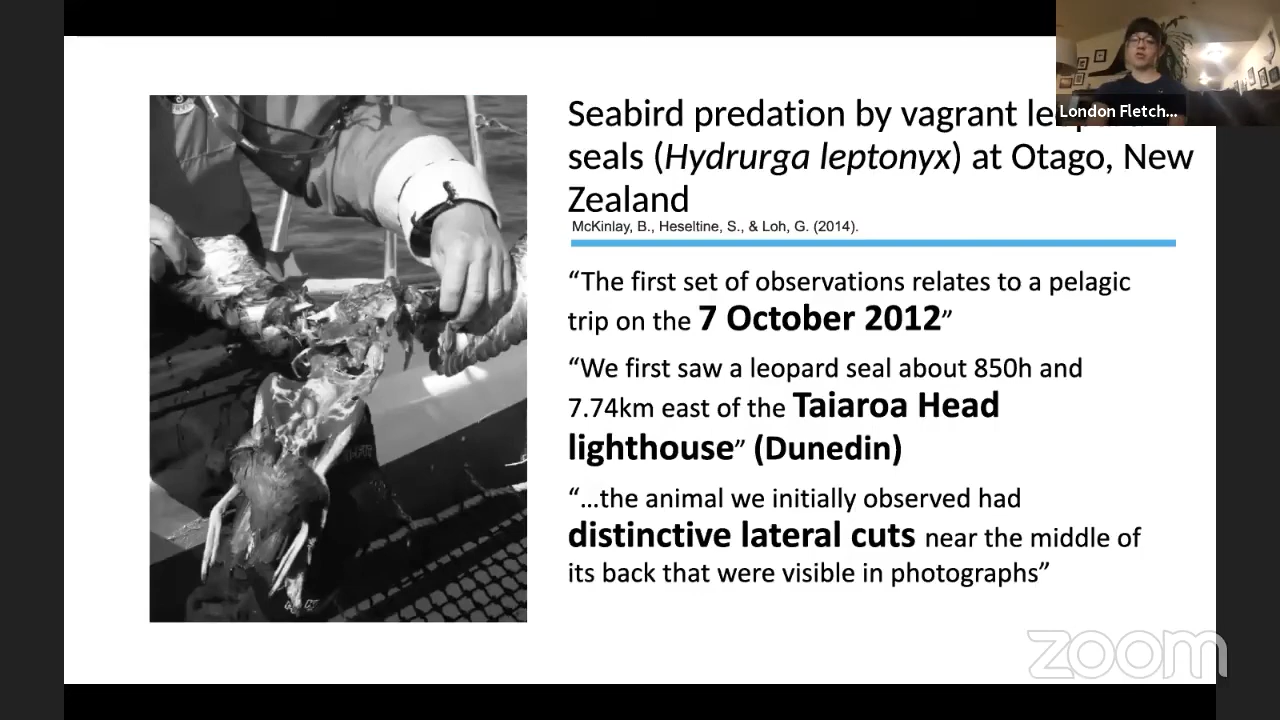 London Fletch...
Seabird predation by vagrant
seals (Hydrurga leptonyx) at Otago, New
Zealand
McKinlay, B., Heseltine, S., & Loh, G. (2014).
“The first set of observations relates to a pelagic
trip on the 7 October 2012”
“We first saw a leopard seal about 850h and
7.74km east of the Taiaroa Head
lighthouse” (Dunedin)
“...the animal we initially observed had
distinctive lateral cuts near the middle of
its back that were visible in photographs”
zoom